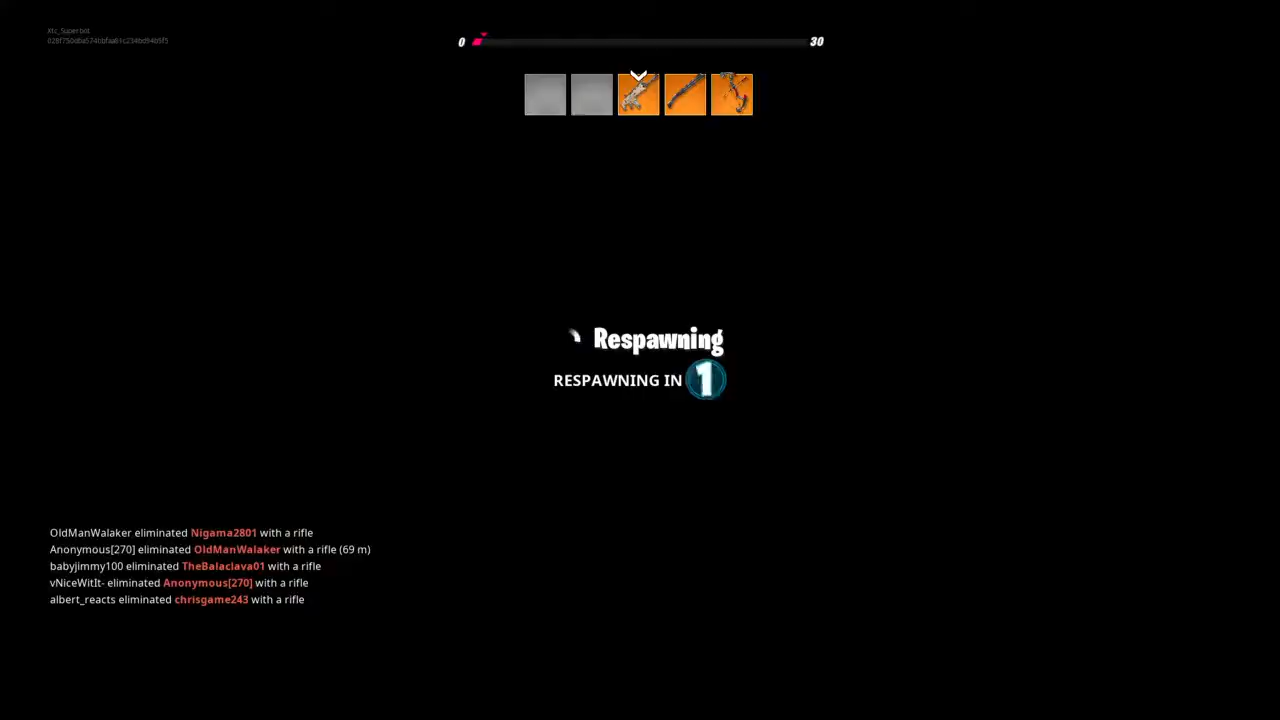 Xtc_Superbot
0
30
Respawning
RESPAWNING IN 1
OldManWalaker eliminated Nigama2801 with a rifle
Anonymous[270] eliminated OldManWalaker with a rifle (69 m)
babyjimmy100 eliminated TheBalaclava01 with a rifle
vNiceWitIt- eliminated Anonymous[270] with a rifle
albert_reacts eliminated chrisgame243 with a rifle